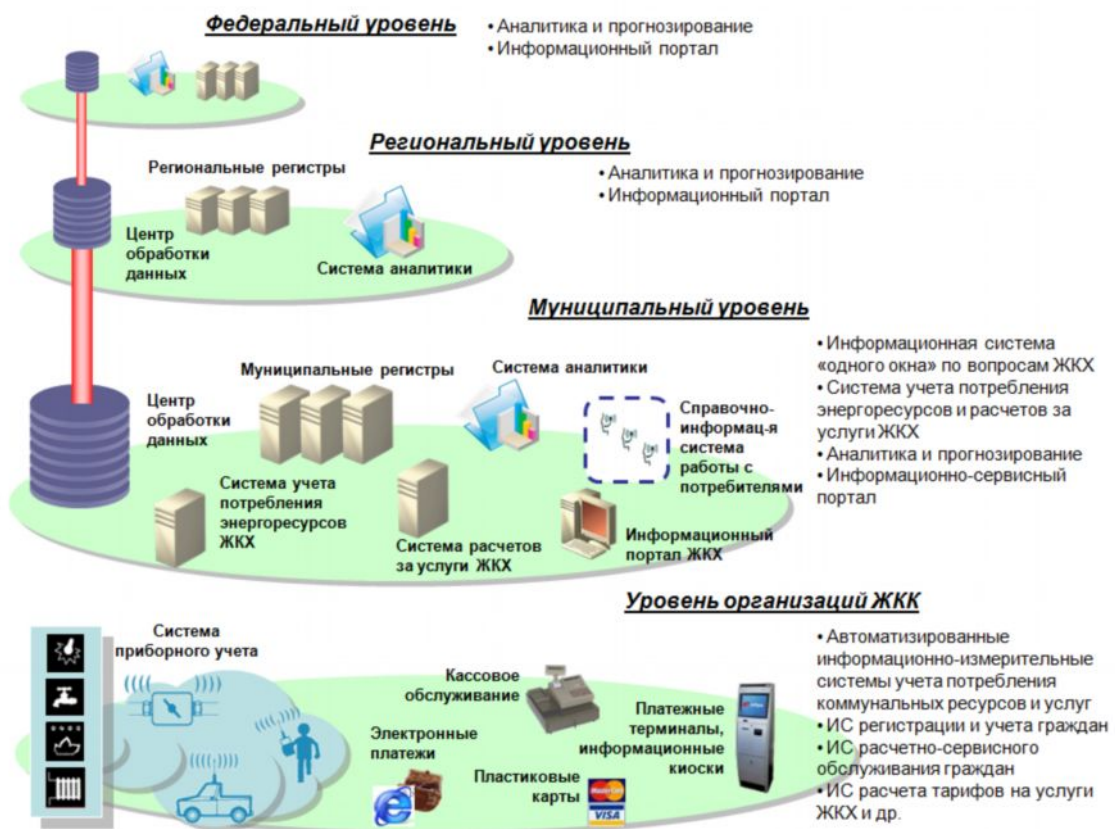 Федеральный уровень
• Аналитика и прогнозирование
• Информационный портал
Региональный уровень
• Аналитика и прогнозирование
• Информационный портал
Региональные регистры
Центр
обработки
данных
Система аналитики
Муниципальный уровень
• Информационная система
«одного окна» по вопросам ЖКХ
• Система учета потребления
энергоресурсов и расчетов за
услуги ЖКХ
• Аналитика и прогнозирование
• Информационно-сервисный
портал
Муниципальные регистры
Система аналитики
Центр
обработки
данных
Справочно-
информац-я
система
работы с
потребителями
Система учета
потребления
энергоресурсов
ЖКХ
Система расчетов
за услуги ЖКХ
Информационный
портал ЖКХ
Уровень организаций ЖКК
• Автоматизированные
информационно-измерительные
системы учета потребления
коммунальных ресурсов и услуг
• ИС регистрации и учета граждан
• ИС расчетно-сервисного
обслуживания граждан
• ИС расчета тарифов на услуги
ЖКХ и др.
Система
приборного учета
Кассовое
обслуживание
Электронные
платежи
Платежные
терминалы,
информационные
киоски
Пластиковые
карты
MasterCard
VISA